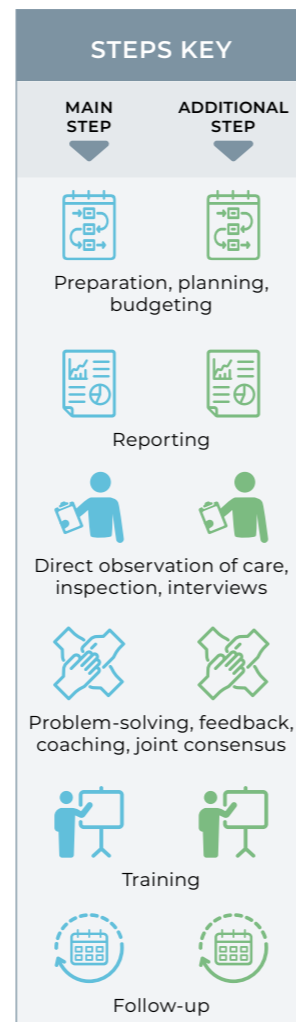 STEPS KEY
MAIN
STEP
ADDITIONAL
STEP
Preparation, planning,
budgeting
Reporting
Direct observation of care,
inspection, interviews
Problem-solving, feedback,
coaching, joint consensus
Training
Follow-up